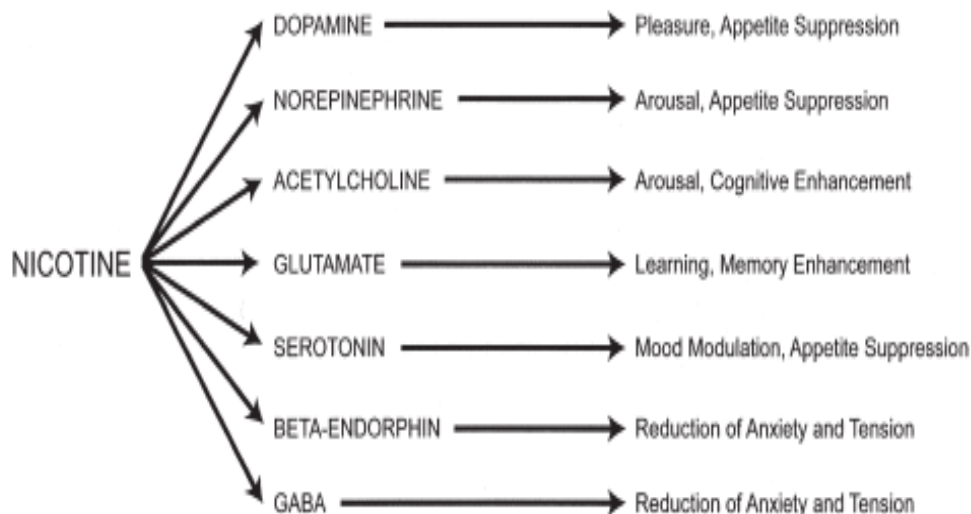 DOPAMINE Pleasure, Appetite Suppression
NOREPINEPHRINE Arousal, Appetite Suppression
ACETYLCHOLINE Arousal, Cognitive Enhancement
NICOTINE GLUTAMATE Learning, Memory Enhancement
SEROTONIN Mood Modulation, Appetite Suppression
BETA-ENDORPHIN Reduction of Anxiety and Tension
GABA Reduction of Anxiety and Tension